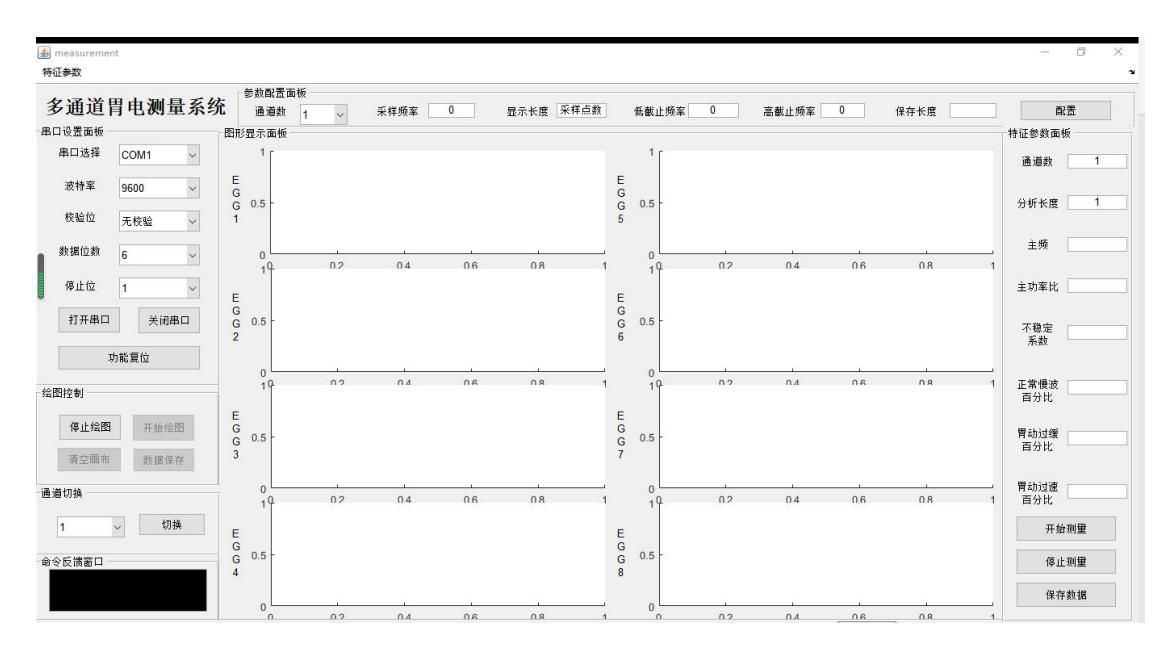 measurement
特征参数
多通道胃电测量系统
参数配置面板
通道数 1 采样频率 0 显示长度 采样点数 低截止频率 0 高截止频率 0 保存长度 配置
串口设置面板
串口选择 COM1
波特率 9600
校验位 无校验
数据位数 6
停止位 1
打开串口 关闭串口
功能复位
绘图控制
停止绘图 开始绘图
清空画布 数据保存
通道切换
1 切换
命令反馈窗口
图形显示面板
EGG1
1
0.5
0
0 0.2 0.4 0.6 0.8 1
EGG2
1
0.5
0
0 0.2 0.4 0.6 0.8 1
EGG3
1
0.5
0
0 0.2 0.4 0.6 0.8 1
EGG4
1
0.5
0
0 0.2 0.4 0.6 0.8 1
EGG5
1
0.5
0
0 0.2 0.4 0.6 0.8 1
EGG6
1
0.5
0
0 0.2 0.4 0.6 0.8 1
EGG7
1
0.5
0
0 0.2 0.4 0.6 0.8 1
EGG8
1
0.5
0
0 0.2 0.4 0.6 0.8 1
特征参数面板
通道数 1
分析长度 1
主频
主功率比
不稳定
系数
正常慢波
百分比
胃动过缓
百分比
胃动过速
百分比
开始测量
停止测量
保存数据